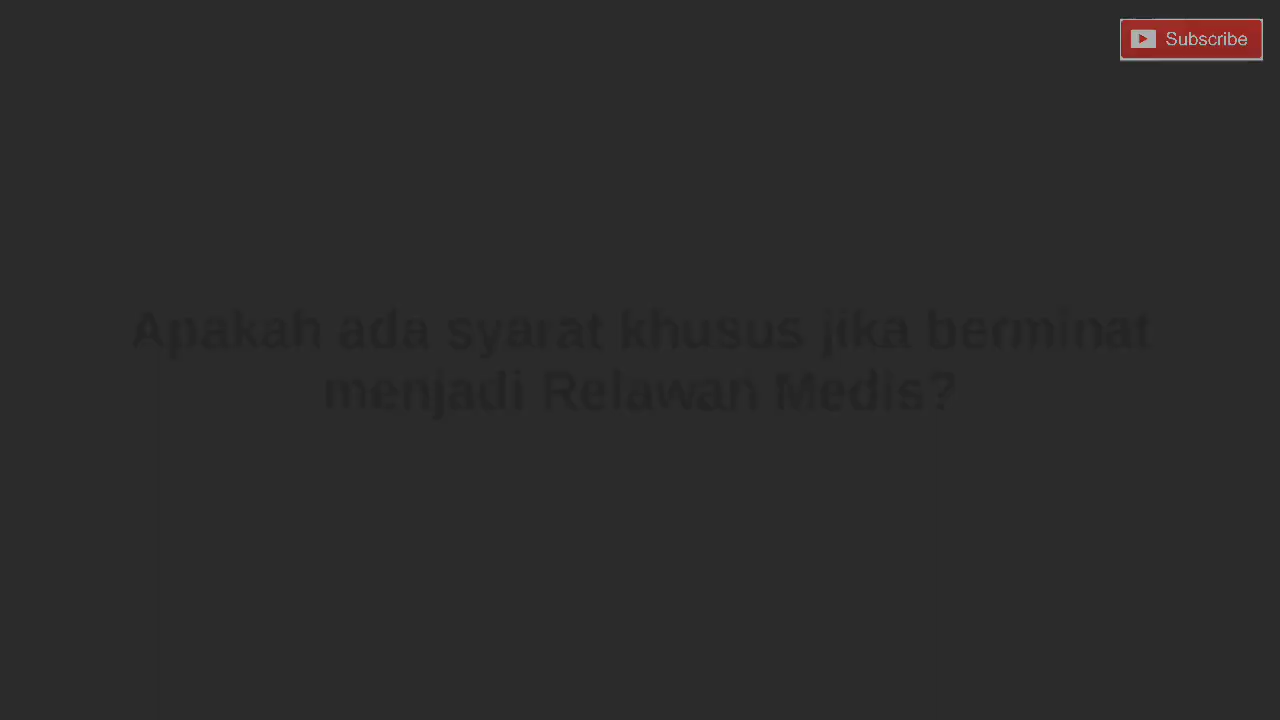 Subscribe
Apakah ada syarat khusus jika berminat
menjadi Relawan Medis?